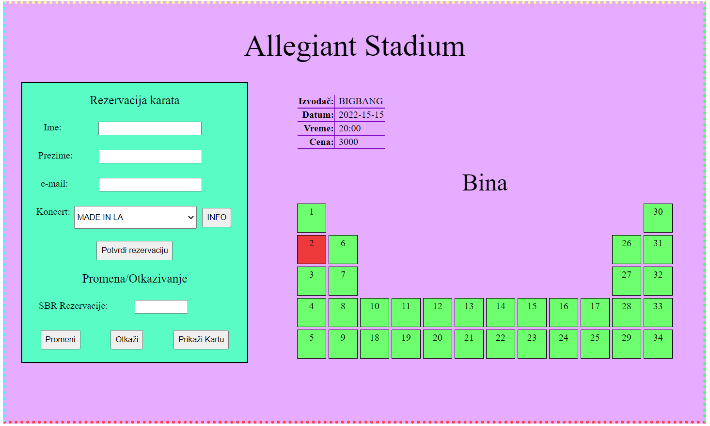 Allegiant Stadium
Rezervacija karata
Ime:
Prezime:
e-mail:
Koncert: MADE IN LA INFO
Potvrdi rezervaciju
Promena/Otkazivanje
SBR Rezervacije:
Promeni Otkaži Prikaži Kartu
Izvođač: BIGBANG
Datum: 2022-15-15
Vreme: 20:00
Cena: 3000
Bina
1 30
2 6 26 31
3 7 27 32
4 8 10 11 12 13 14 15 16 17 28 33
5 9 18 19 20 21 22 23 24 25 29 34